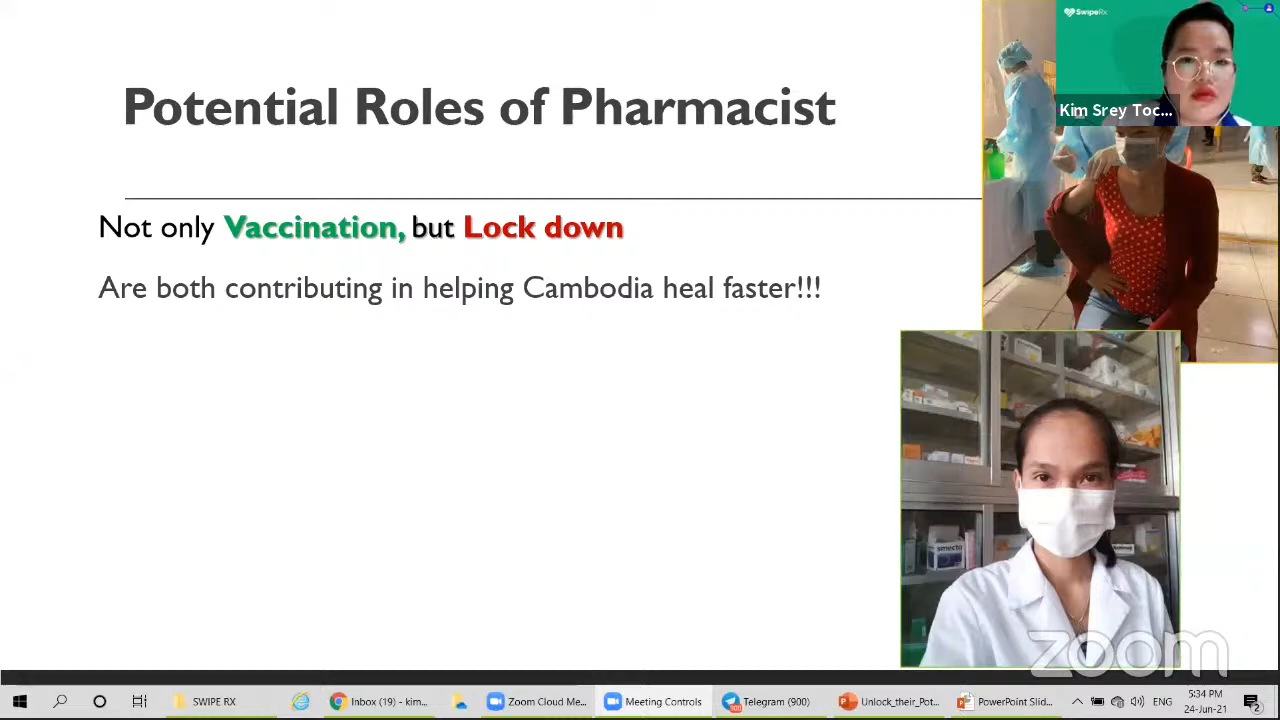 Potential Roles of Pharmacist
Not only Vaccination, but Lock down
Are both contributing in helping Cambodia heal faster!!!
SwipeRx
Kim Srey Toc...
smecta
zoom
SWIPE RX
Inbox (19) - kim...
Zoom Cloud Me...
Meeting Controls
Telegram (900)
Unlock_their_Pot...
PowerPoint Slid...
ENG
5:34 PM
24-Jun-21
2